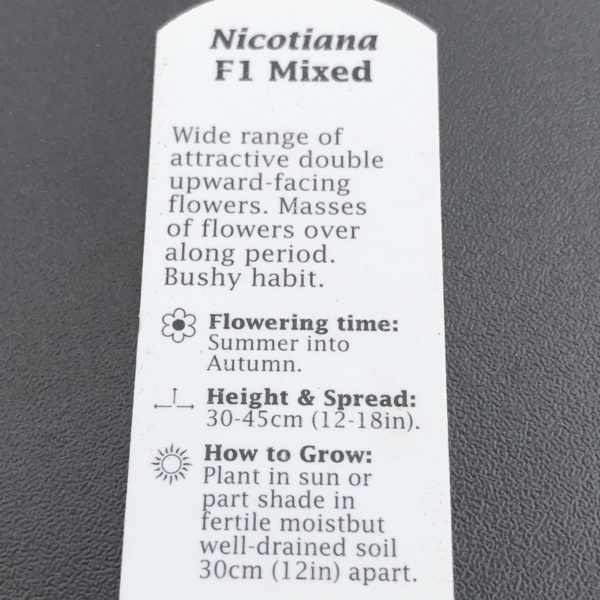 Nicotiana
F1 Mixed
Wide range of
attractive double
upward-facing
flowers. Masses
of flowers over
along period.
Bushy habit.
Flowering time:
Summer into
Autumn.
Height & Spread:
30-45cm (12-18in).
How to Grow:
Plant in sun or
part shade in
fertile moistbut
well-drained soil
30cm (12in) apart.